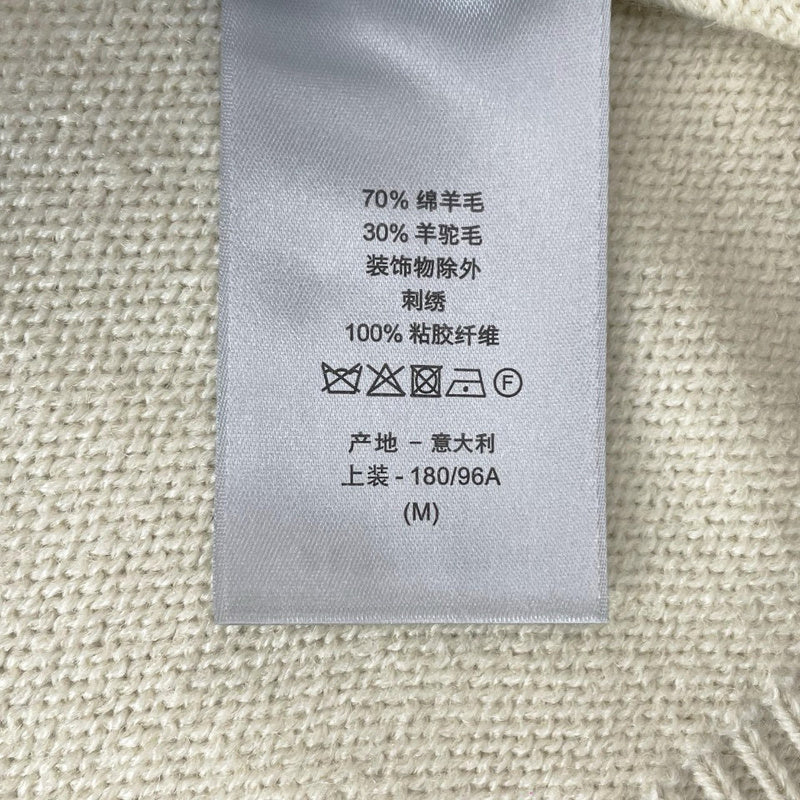 70% 绵羊毛
30% 羊驼毛
装饰物除外
刺绣
100% 粘胶纤维
F
产地 - 意大利
上装 - 180/96A
(M)